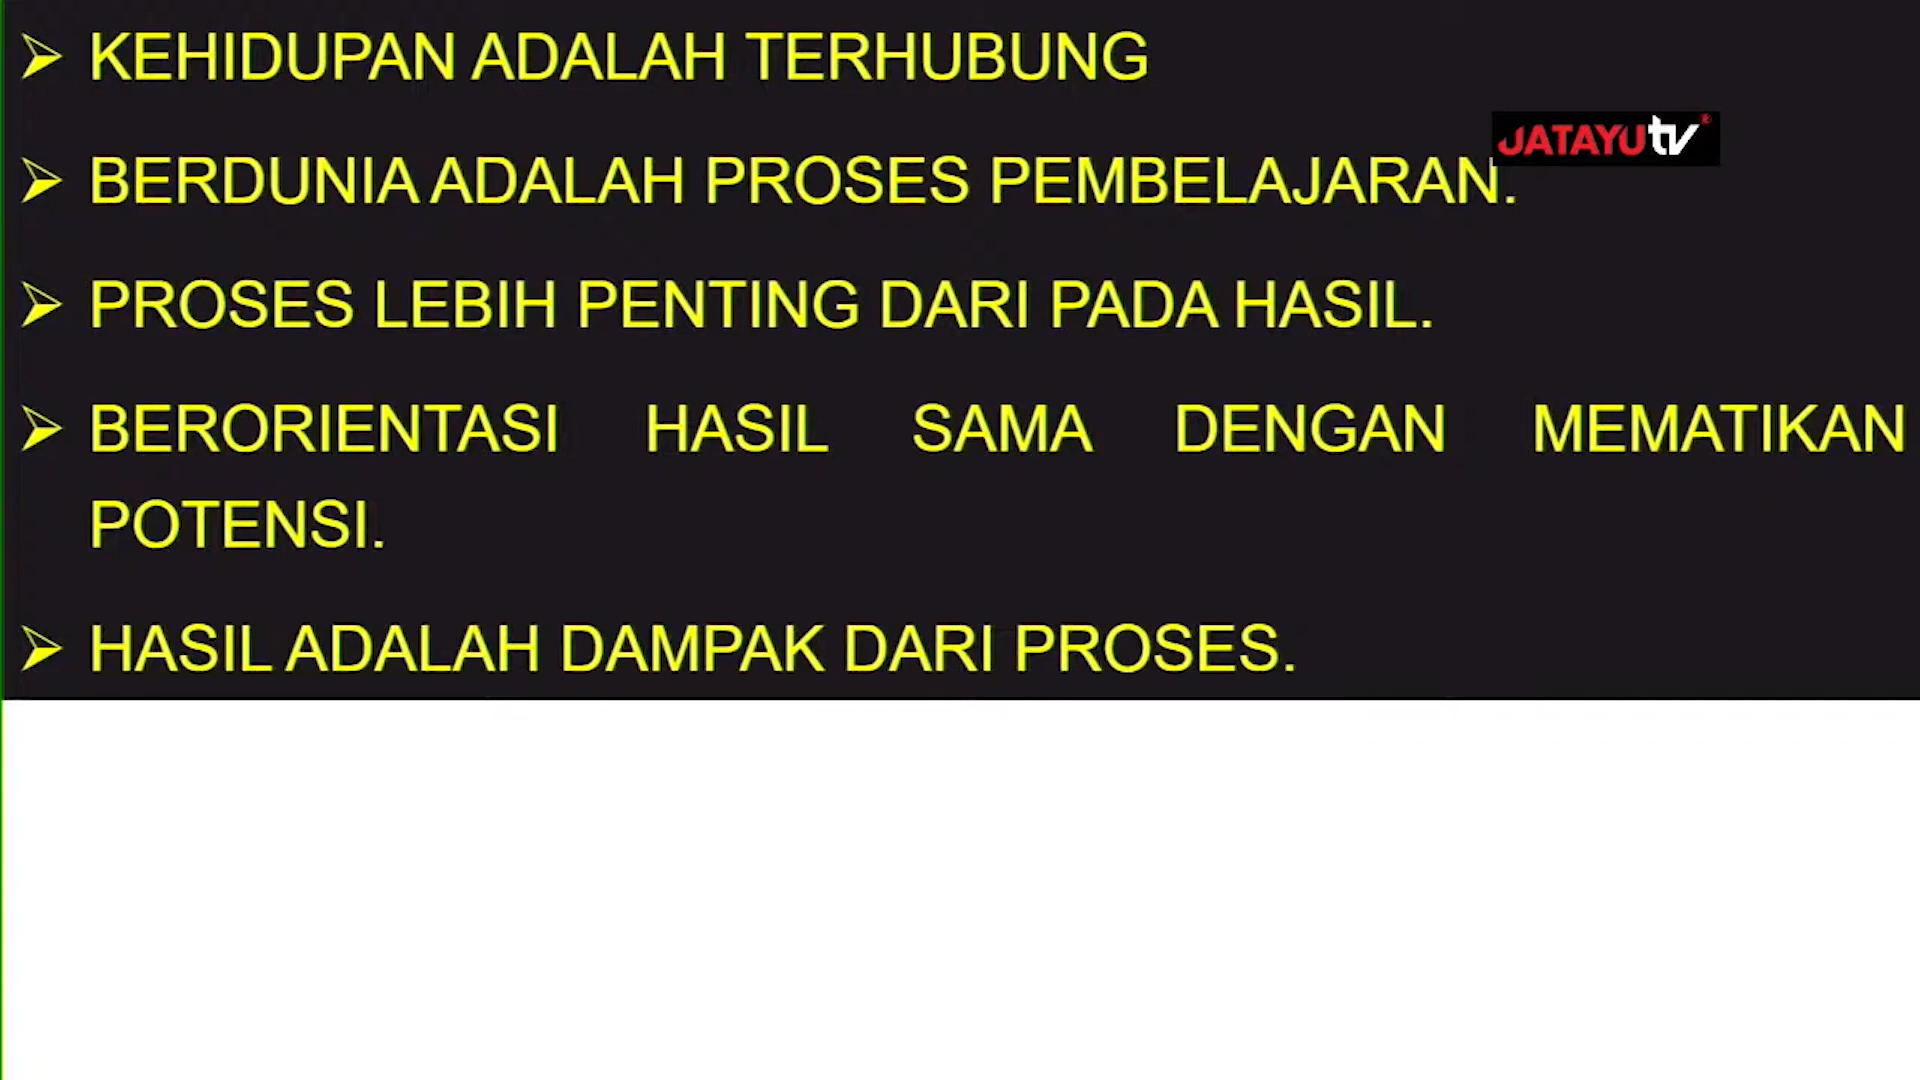 ➢ KEHIDUPAN ADALAH TERHUBUNG
JATAYUtv®
➢ BERDUNIA ADALAH PROSES PEMBELAJARAN.
➢ PROSES LEBIH PENTING DARI PADA HASIL.
➢ BERORIENTASI HASIL SAMA DENGAN MEMATIKAN
POTENSI.
➢ HASIL ADALAH DAMPAK DARI PROSES.